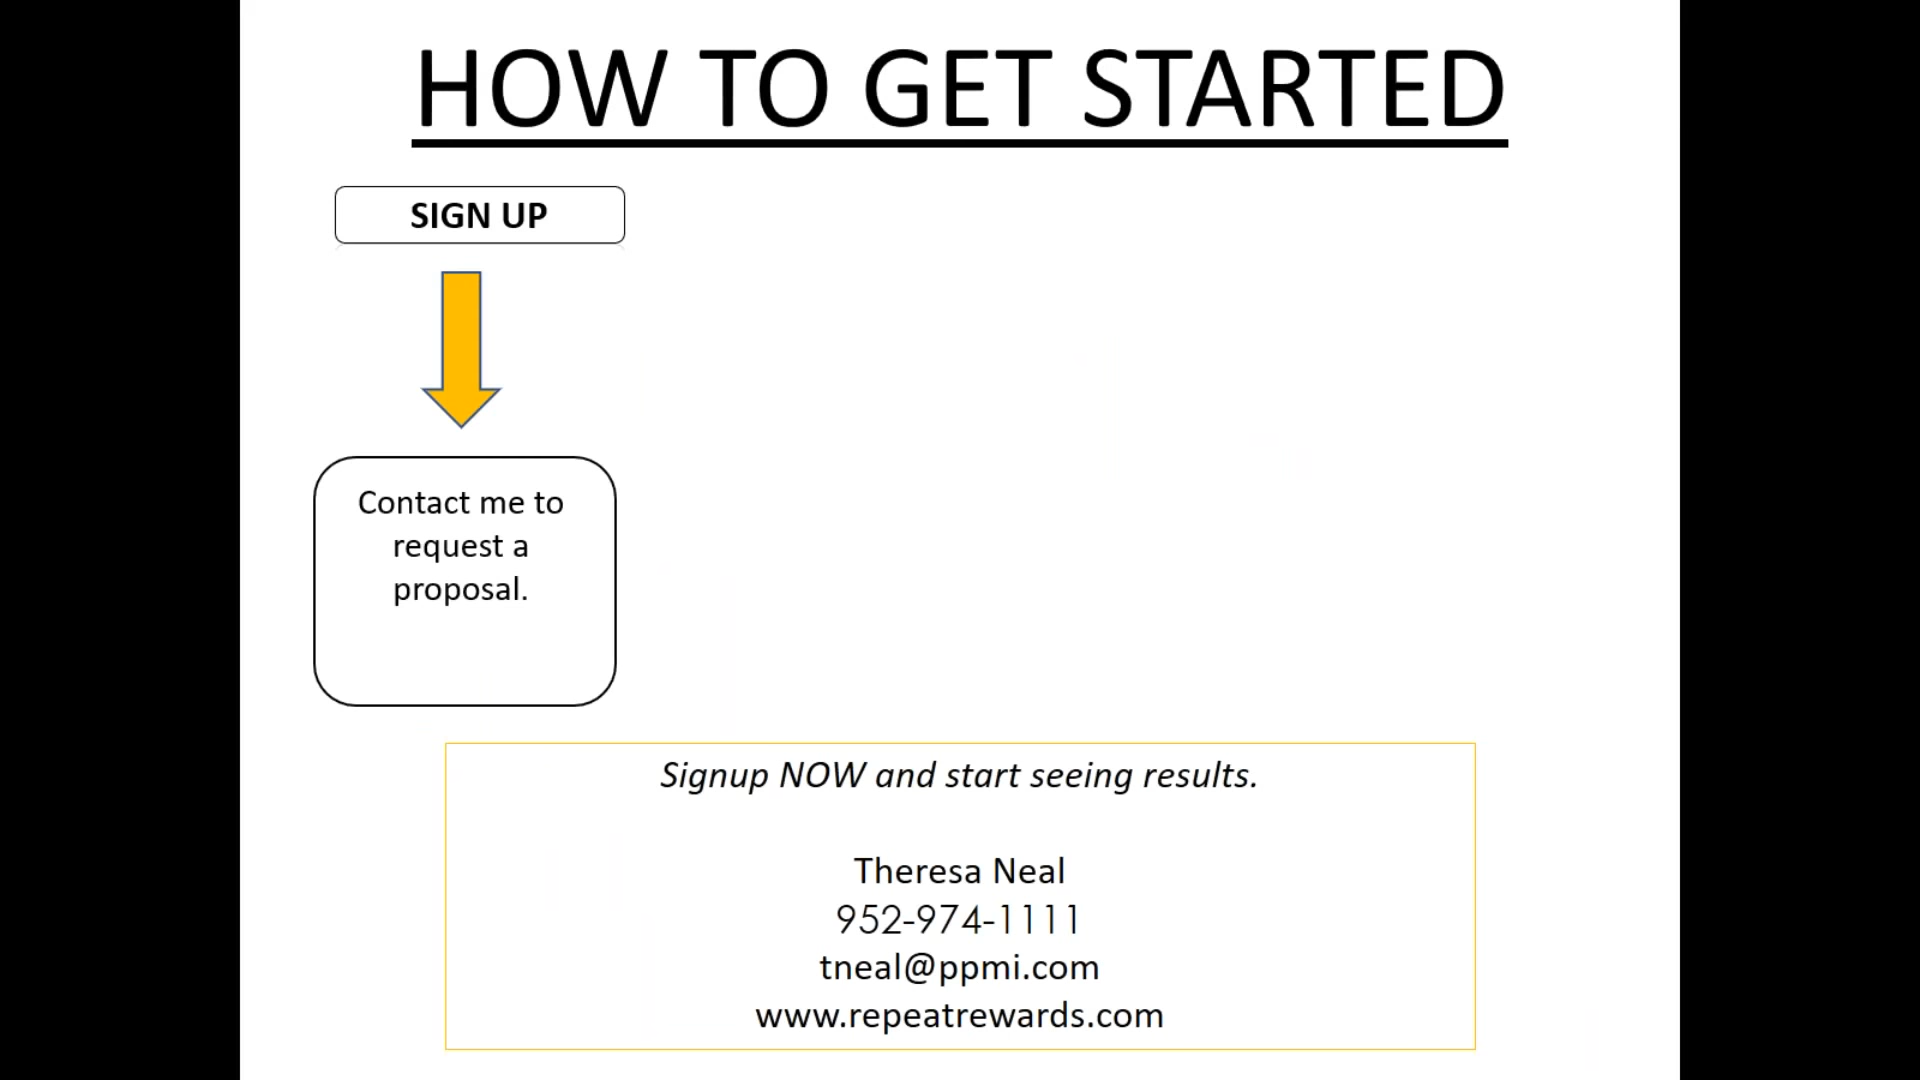 HOW TO GET STARTED
SIGN UP
Contact me to
request a
proposal.
Signup NOW and start seeing results.
Theresa Neal
952-974-1111
tneal@ppmi.com
www.repeatrewards.com